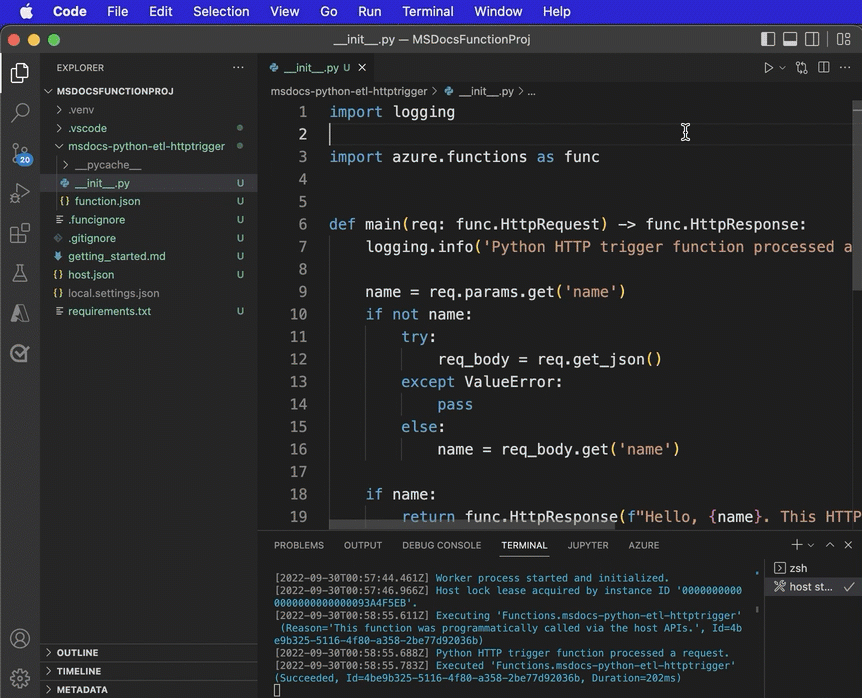 Code File Edit Selection View Go Run Terminal Window Help
__init__.py — MSDocsFunctionProj
EXPLORER
MSDOCSFUNCTIONPROJ
.venv
.vscode
msdocs-python-etl-httptrigger
__pycache__
__init__.py U
function.json U
.funcignore U
.gitignore U
getting_started.md U
host.json U
local.settings.json
requirements.txt U
20
OUTLINE
TIMELINE
METADATA
__init__.py U
msdocs-python-etl-httptrigger > __init__.py > ...
1 import logging
2
3 import azure.functions as func
4
5
6 def main(req: func.HttpRequest) -> func.HttpResponse:
7 logging.info('Python HTTP trigger function processed a
8
9 name = req.params.get('name')
10 if not name:
11 try:
12 req_body = req.get_json()
13 except ValueError:
14 pass
15 else:
16 name = req_body.get('name')
17
18 if name:
19 return func.HttpResponse(f"Hello, {name}. This HTTP
PROBLEMS OUTPUT DEBUG CONSOLE TERMINAL JUPYTER AZURE
[2022-09-30T00:57:44.461Z] Worker process started and initialized.
[2022-09-30T00:57:46.966Z] Host lock lease acquired by instance ID '0000000000
0000000000000093A4F5EB'.
[2022-09-30T00:58:55.611Z] Executing 'Functions.msdocs-python-etl-httptrigger'
(Reason='This function was programmatically called via the host APIs.', Id=4b
e9b325-5116-4f80-a358-2be77d92036b)
[2022-09-30T00:58:55.688Z] Python HTTP trigger function processed a request.
[2022-09-30T00:58:55.783Z] Executed 'Functions.msdocs-python-etl-httptrigger'
(Succeeded, Id=4be9b325-5116-4f80-a358-2be77d92036b, Duration=202ms)
zsh
host st...